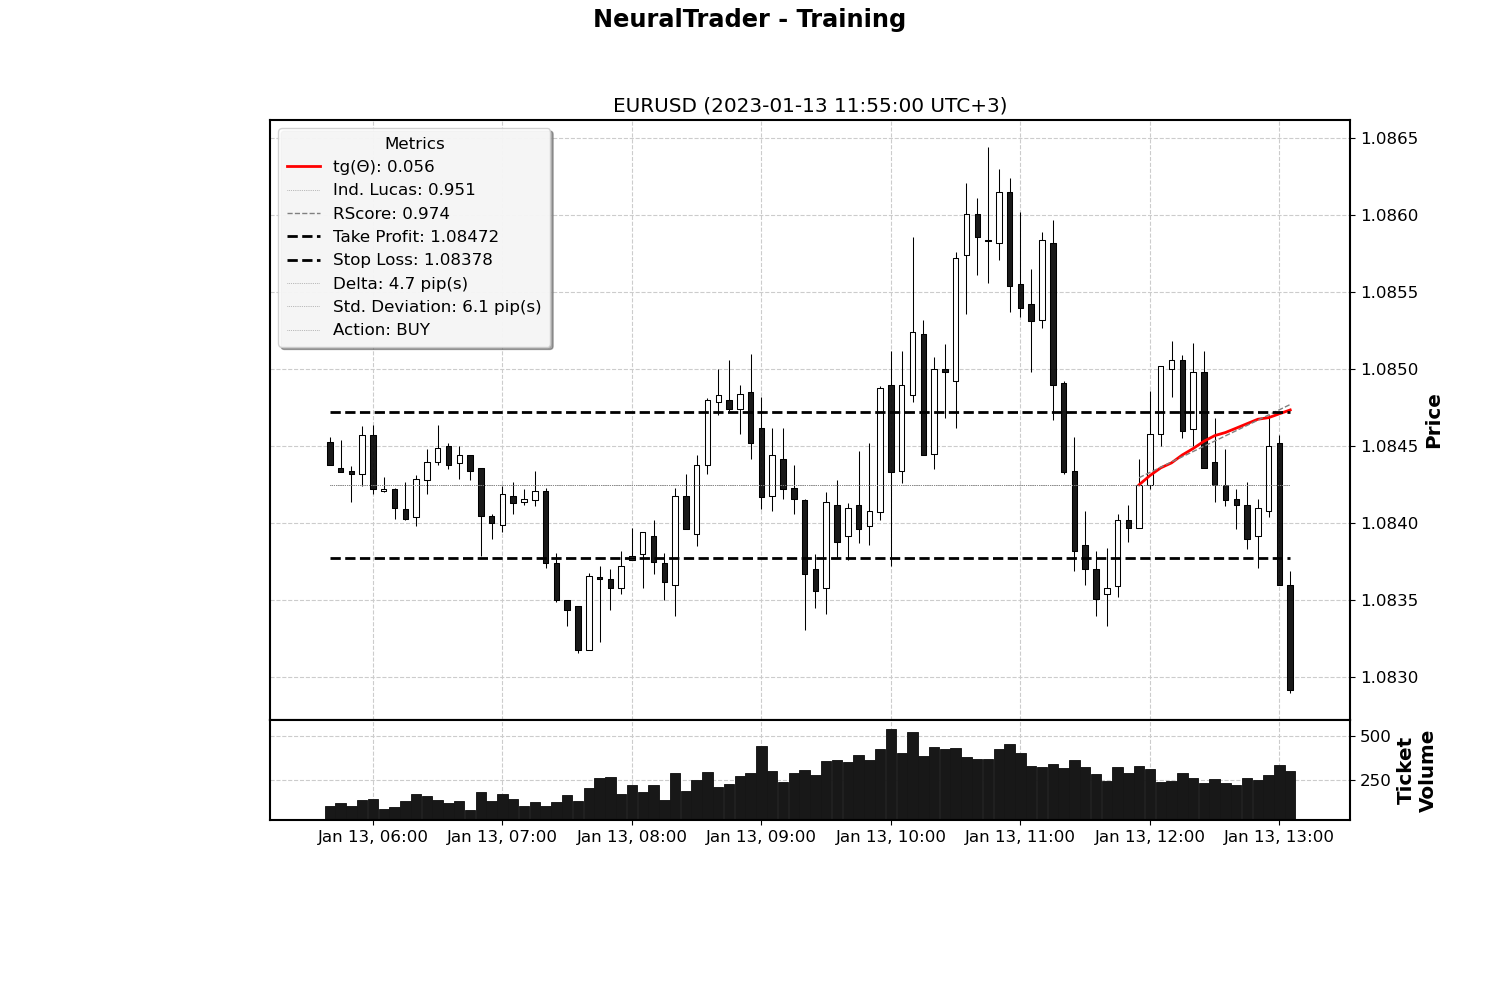 NeuralTrader - Training
EURUSD (2023-01-13 11:55:00 UTC+3)
Metrics
tg(Θ): 0.056
Ind. Lucas: 0.951
RScore: 0.974
Take Profit: 1.08472
Stop Loss: 1.08378
Delta: 4.7 pip(s)
Std. Deviation: 6.1 pip(s)
Action: BUY
1.0865
1.0860
1.0855
1.0850
1.0845
1.0840
1.0835
1.0830
Price
500
250
Ticket
Volume
Jan 13, 06:00
Jan 13, 07:00
Jan 13, 08:00
Jan 13, 09:00
Jan 13, 10:00
Jan 13, 11:00
Jan 13, 12:00
Jan 13, 13:00